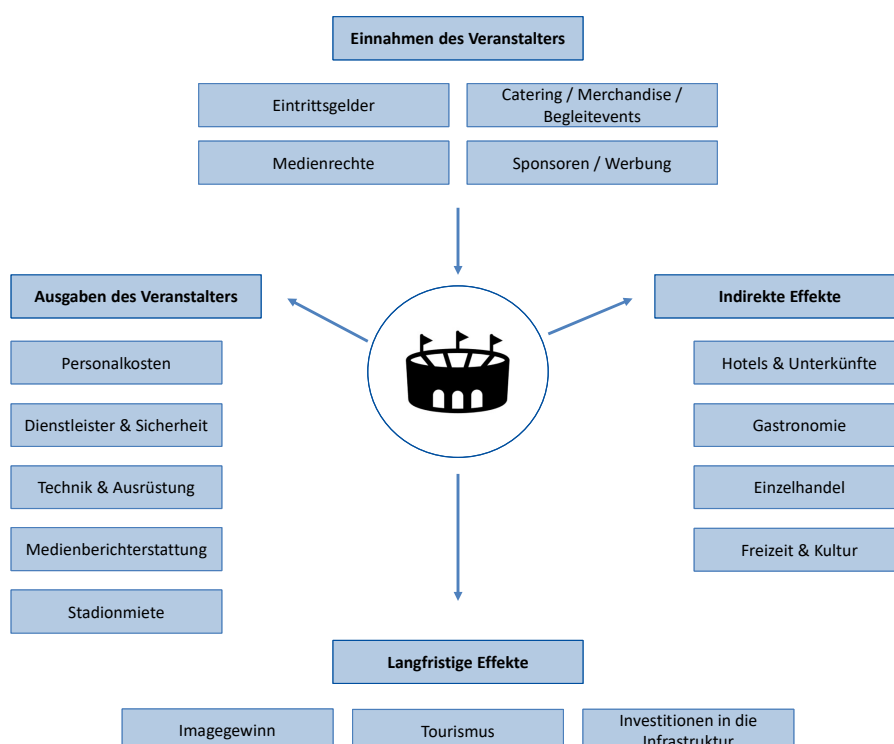 Einnahmen des Veranstalters
Eintrittsgelder
Catering / Merchandise /
Begleitevents
Medienrechte
Sponsoren / Werbung
Ausgaben des Veranstalters
Personalkosten
Dienstleister & Sicherheit
Technik & Ausrüstung
Medienberichterstattung
Stadionmiete
Indirekte Effekte
Hotels & Unterkünfte
Gastronomie
Einzelhandel
Freizeit & Kultur
Langfristige Effekte
Imagegewinn
Tourismus
Investitionen in die
Infrastruktur